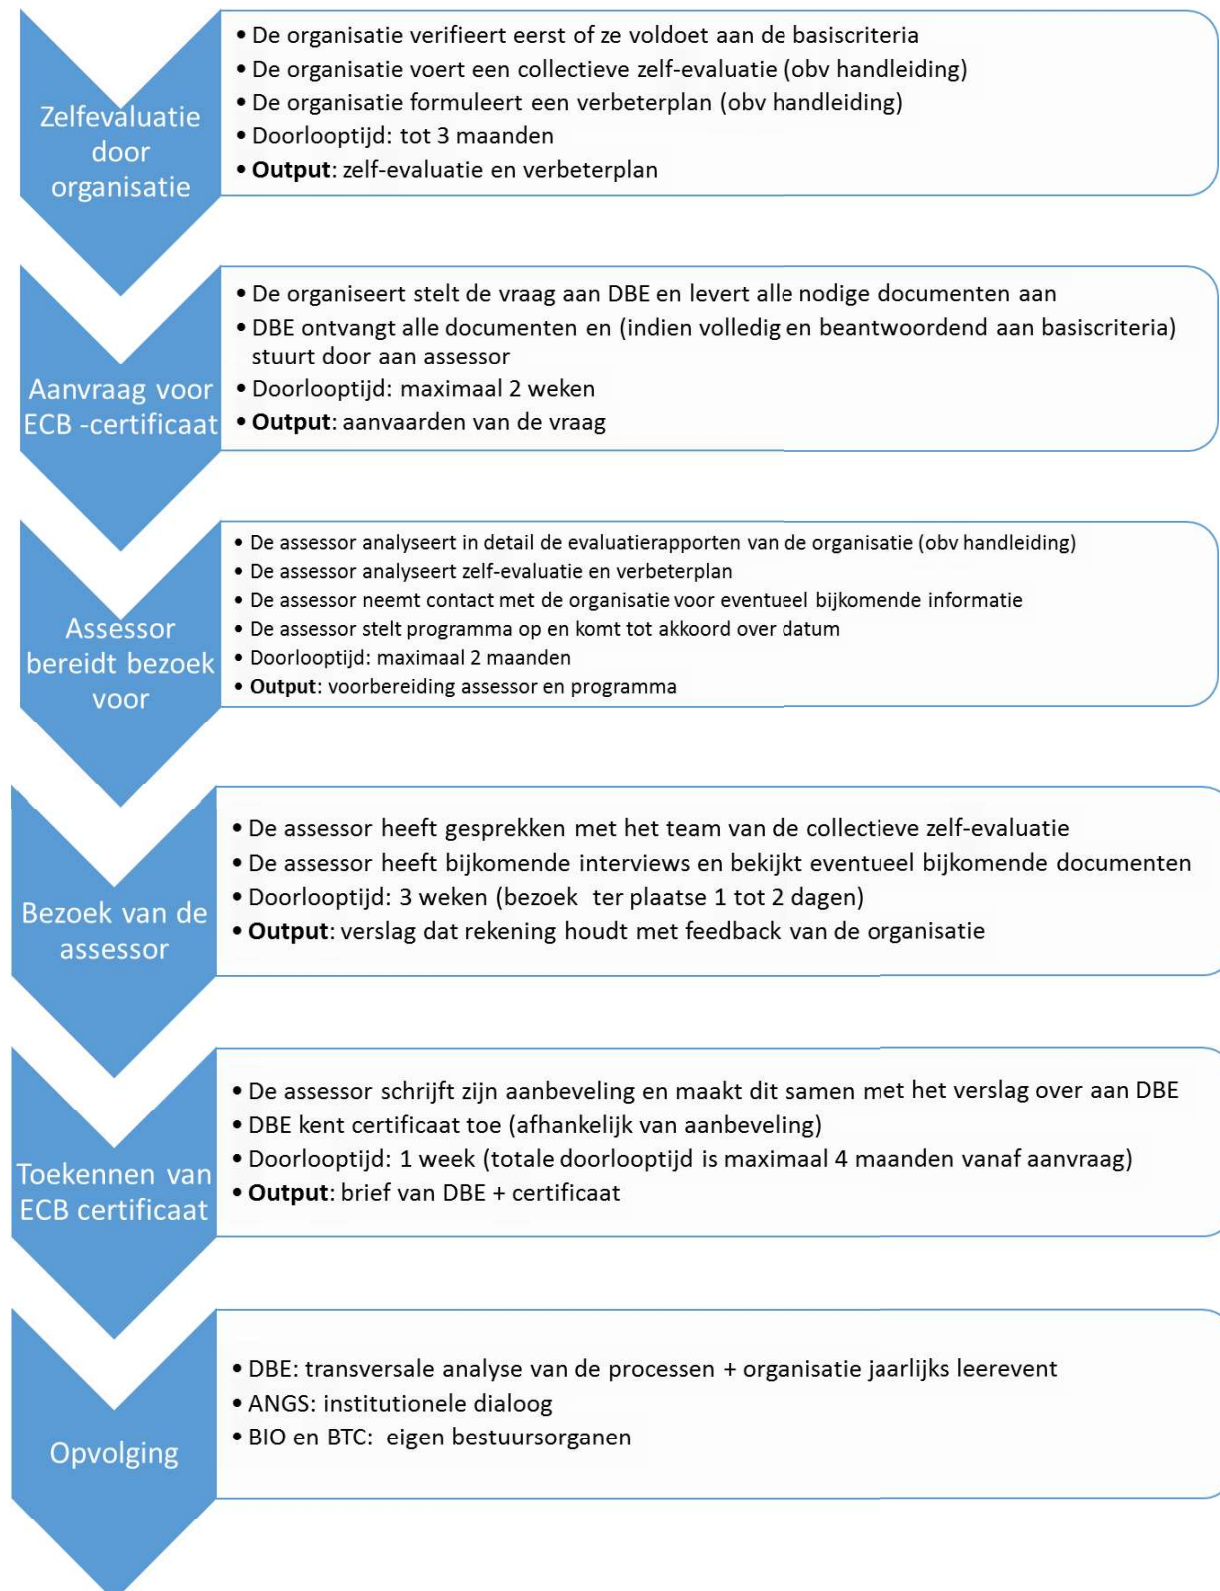 Zelfevaluatie
door
organisatie
• De organisatie verifieert eerst of ze voldoet aan de basiscriteria
• De organisatie voert een collectieve zelf-evaluatie (obv handleiding)
• De organisatie formuleert een verbeterplan (obv handleiding)
• Doorlooptijd: tot 3 maanden
• Output: zelf-evaluatie en verbeterplan
Aanvraag voor
ECB -certificaat
• De organiseert stelt de vraag aan DBE en levert alle nodige documenten aan
• DBE ontvangt alle documenten en (indien volledig en beantwoordend aan basiscriteria)
stuurt door aan assessor
• Doorlooptijd: maximaal 2 weken
• Output: aanvaarden van de vraag
Assessor
bereidt bezoek
voor
• De assessor analyseert in detail de evaluatierapporten van de organisatie (obv handleiding)
• De assessor analyseert zelf-evaluatie en verbeterplan
• De assessor neemt contact met de organisatie voor eventueel bijkomende informatie
• De assessor stelt programma op en komt tot akkoord over datum
• Doorlooptijd: maximaal 2 maanden
• Output: voorbereiding assessor en programma
Bezoek van de
assessor
• De assessor heeft gesprekken met het team van de collectieve zelf-evaluatie
• De assessor heeft bijkomende interviews en bekijkt eventueel bijkomende documenten
• Doorlooptijd: 3 weken (bezoek ter plaatse 1 tot 2 dagen)
• Output: verslag dat rekening houdt met feedback van de organisatie
Toekennen van
ECB certificaat
• De assessor schrijft zijn aanbeveling en maakt dit samen met het verslag over aan DBE
• DBE kent certificaat toe (afhankelijk van aanbeveling)
• Doorlooptijd: 1 week (totale doorlooptijd is maximaal 4 maanden vanaf aanvraag)
• Output: brief van DBE + certificaat
Opvolging
• DBE: transversale analyse van de processen + organisatie jaarlijks leerevent
• ANGS: institutionele dialoog
• BIO en BTC: eigen bestuursorganen